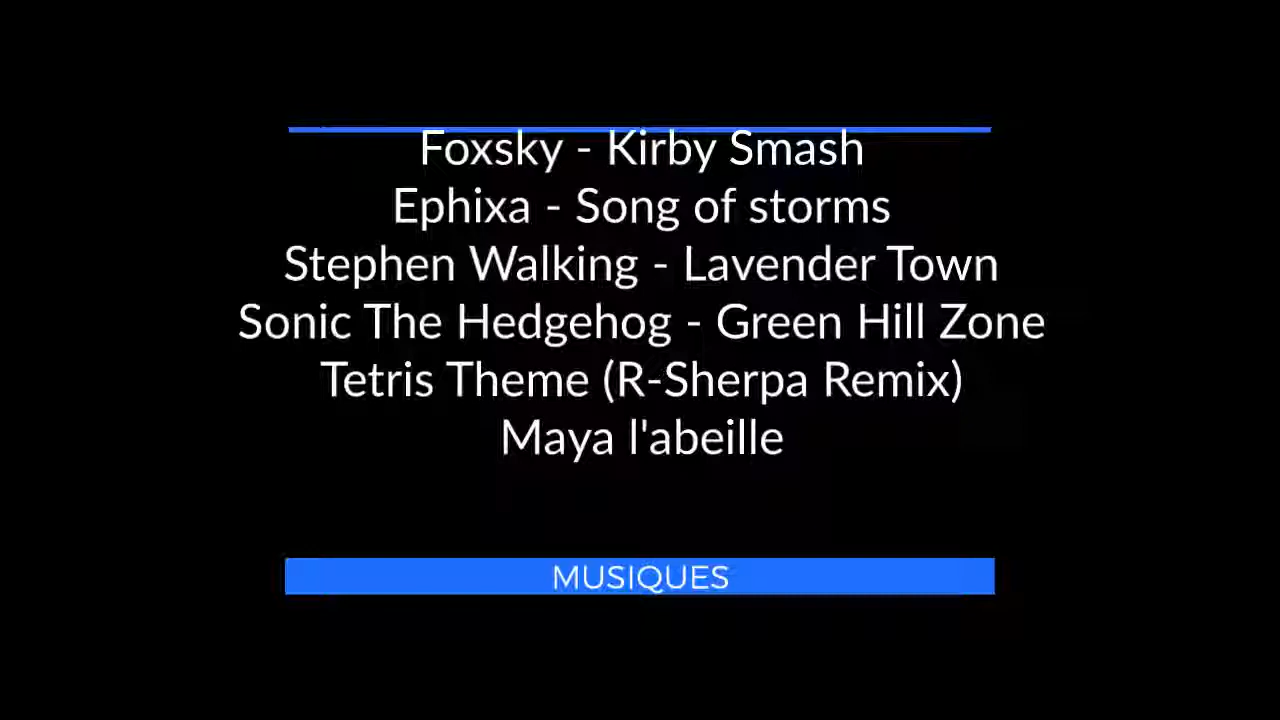 Foxsky - Kirby Smash
Ephixa - Song of storms
Stephen Walking - Lavender Town
Sonic The Hedgehog - Green Hill Zone
Tetris Theme (R-Sherpa Remix)
Maya l'abeille
MUSIQUES